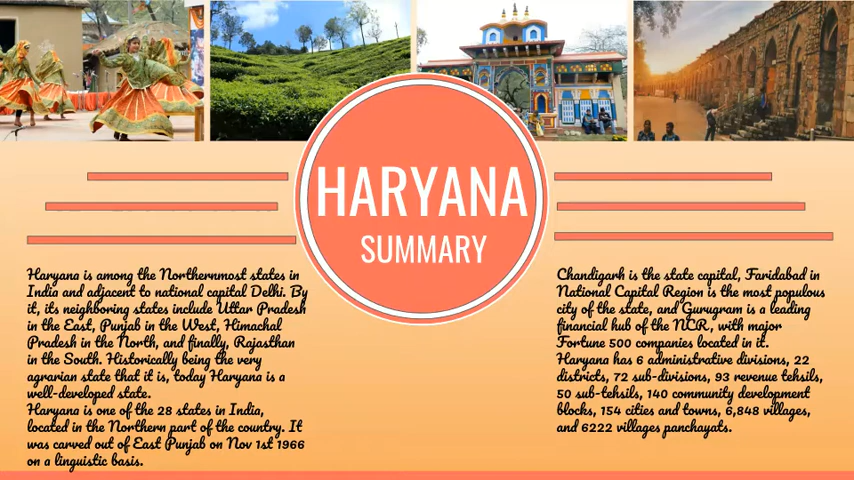 HARYANA
SUMMARY
Haryana is among the Northernmost states in
India and adjacent to national capital Delhi. By
it, its neighboring states include Uttar Pradesh
in the East, Punjab in the West, Himachal
Pradesh in the North, and finally, Rajasthan
in the South. Historically being the very
agrarian state that it is, today Haryana is a
well-developed state.
Haryana is one of the 28 states in India,
located in the Northern part of the country. It
was carved out of East Punjab on Nov 1st 1966
on a linguistic basis.
Chandigarh is the state capital, Faridabad in
National Capital Region is the most populous
city of the state, and Gurugram is a leading
financial hub of the NCR, with major
Fortune 500 companies located in it.
Haryana has 6 administrative divisions, 22
districts, 72 sub-divisions, 93 revenue tehsils,
50 sub-tehsils, 140 community development
blocks, 154 cities and towns, 6,848 villages,
and 6222 villages panchayats.